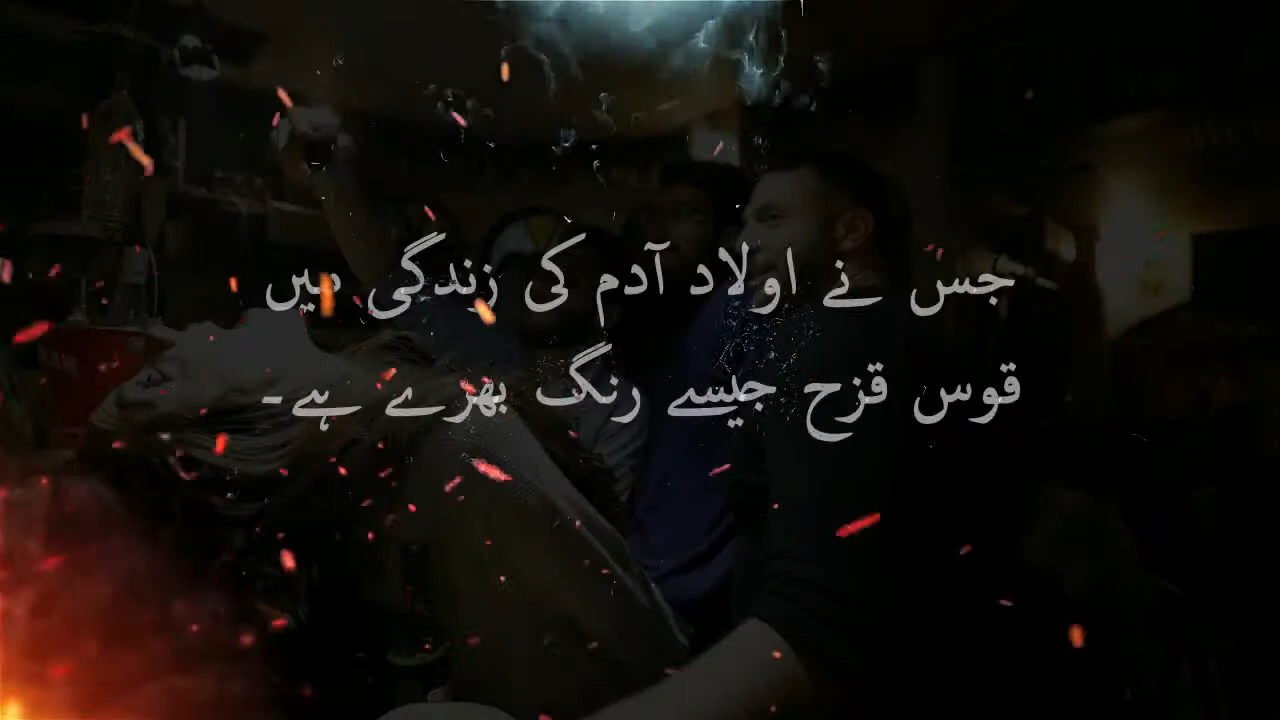 جس نے اولاد آدم کی زندگی میں
قوس قزح جیسے رنگ بھرے ہے۔